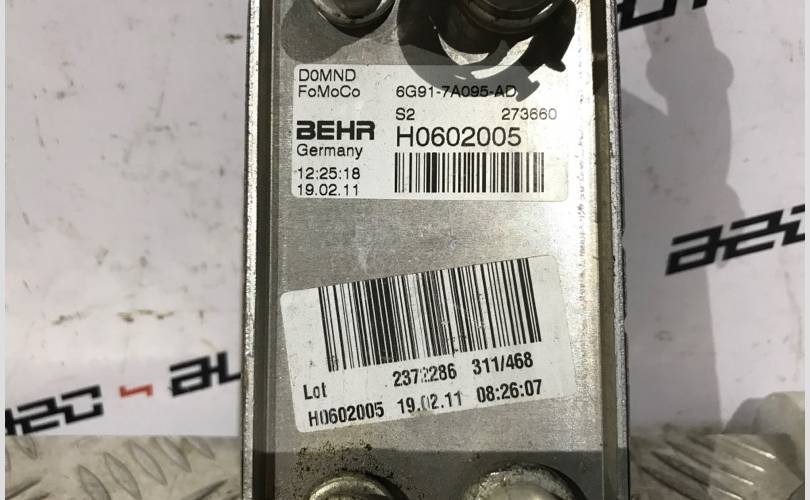 D0MND
FoMoCo 6G91-7A095-AD
S2 273660
BEHR H0602005
Germany
12:25:18
19.02.11
Lot 2372286 311/468
H0602005 19.02.11 08:26:07